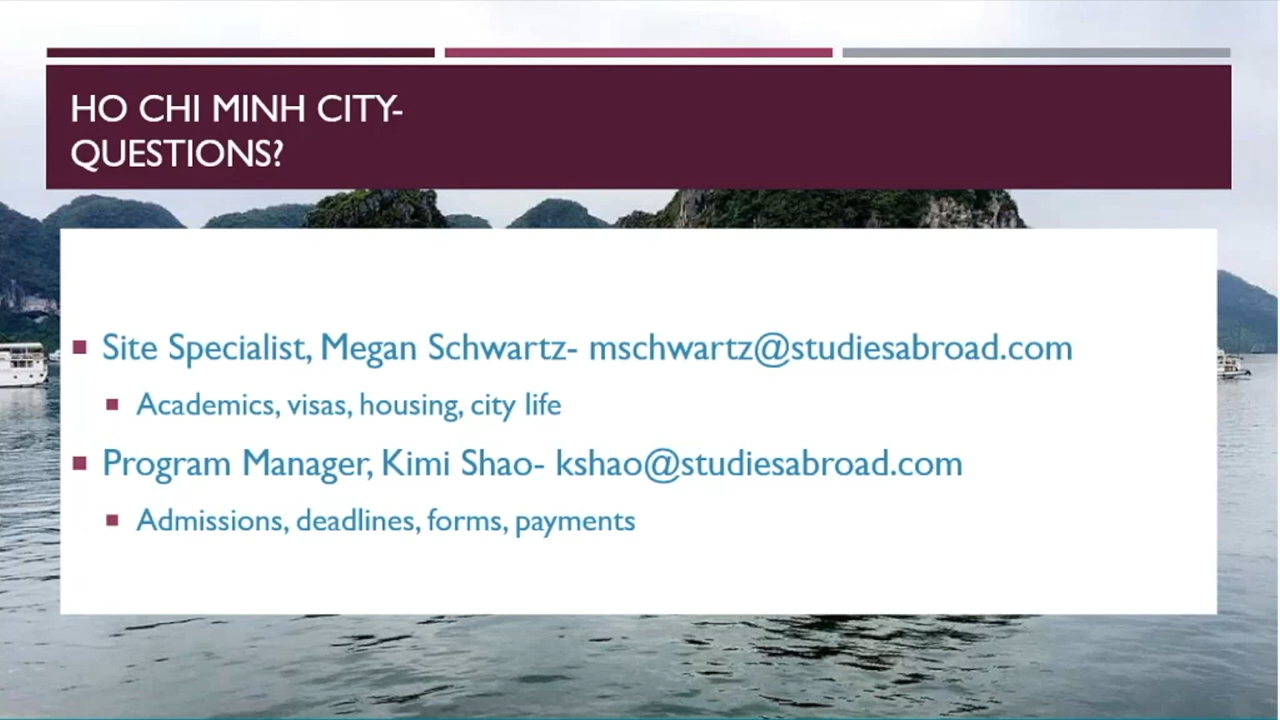 HO CHI MINH CITY-
QUESTIONS?
Site Specialist, Megan Schwartz- mschwartz@studiesabroad.com
Academics, visas, housing, city life
Program Manager, Kimi Shao- kshao@studiesabroad.com
Admissions, deadlines, forms, payments